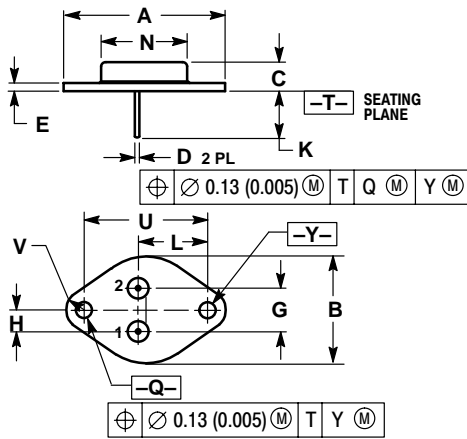 A
N
C
E
–T– SEATING
PLANE
K
D 2 PL
⌖ ∅ 0.13 (0.005) Ⓜ T Q Ⓜ Y Ⓜ
U
V
L
–Y–
2
H
G
B
1
–Q–
⌖ ∅ 0.13 (0.005) Ⓜ T Y Ⓜ